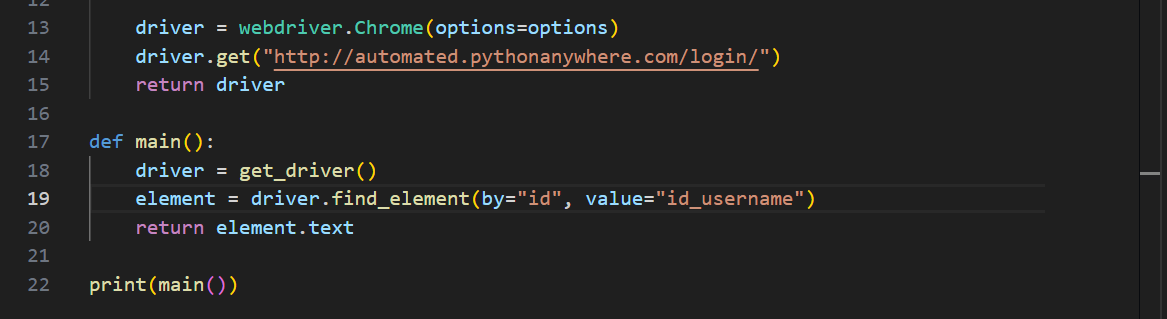 12
13 driver = webdriver.Chrome(options=options)
14 driver.get("http://automated.pythonanywhere.com/login/")
15 return driver
16
17 def main():
18 driver = get_driver()
19 element = driver.find_element(by="id", value="id_username")
20 return element.text
21
22 print(main())